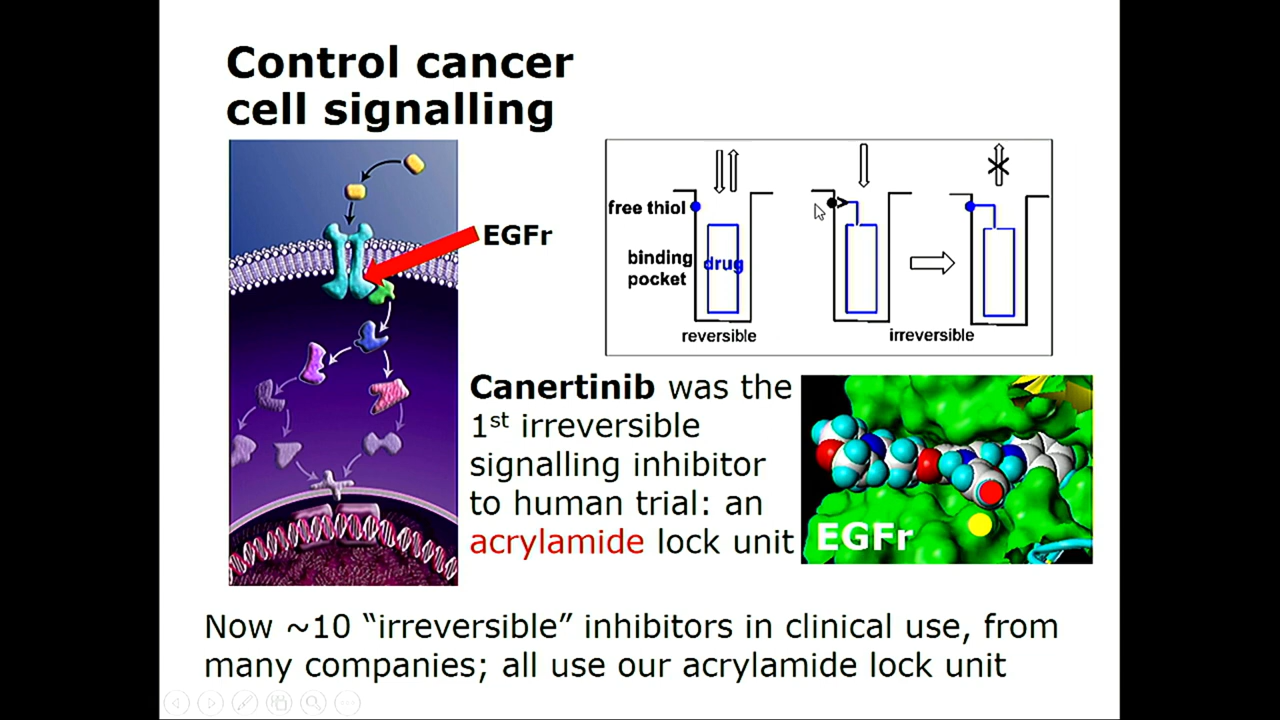 Control cancer
cell signalling
EGFr
free thiol
binding
pocket
drug
reversible
irreversible
Canertinib was the
1st irreversible
signalling inhibitor
to human trial: an
acrylamide lock unit
EGFr
Now ~10 “irreversible” inhibitors in clinical use, from
many companies; all use our acrylamide lock unit